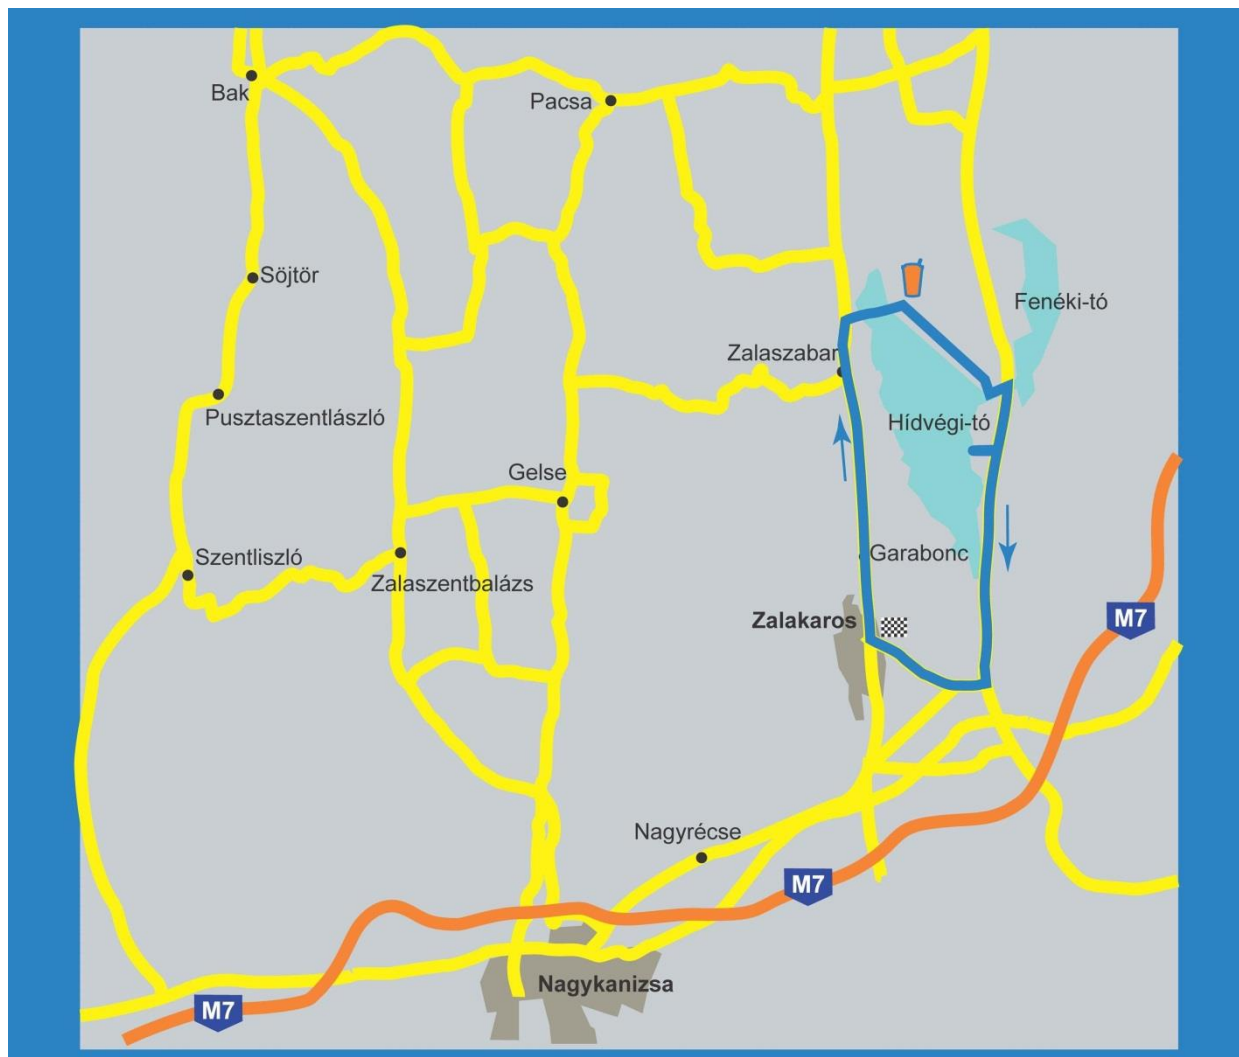 Bak
Pacsa
Söjtör
Fenéki-tó
Zalaszabar
Pusztaszentlászló
Hídvégi-tó
Gelse
Szentliszló
Garabonc
Zalaszentbalázs
Zalakaros
M7
Nagyrécse
M7
Nagykanizsa
M7